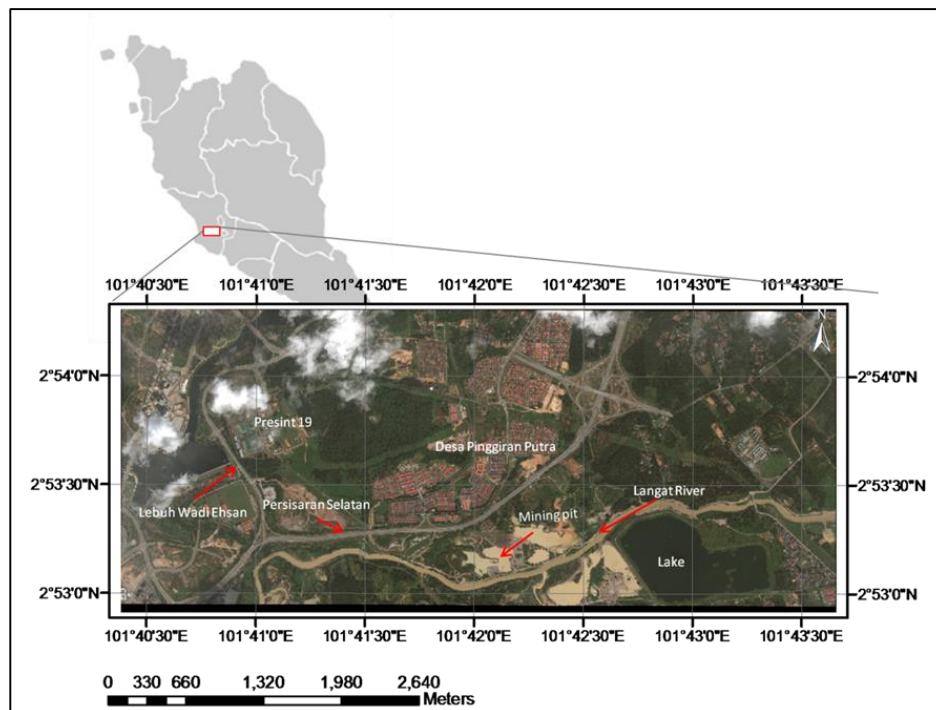 101°40'30"E 101°41'0"E 101°41'30"E 101°42'0"E 101°42'30"E 101°43'0"E 101°43'30"E
N
2°54'0"N 2°54'0"N
Presint 19
Desa Pinggiran Putra
2°53'30"N 2°53'30"N
Lebuh Wadi Ehsan Persisaran Selatan Langat River
Mining pit
Lake
2°53'0"N 2°53'0"N
101°40'30"E 101°41'0"E 101°41'30"E 101°42'0"E 101°42'30"E 101°43'0"E 101°43'30"E
0 330 660 1,320 1,980 2,640
Meters